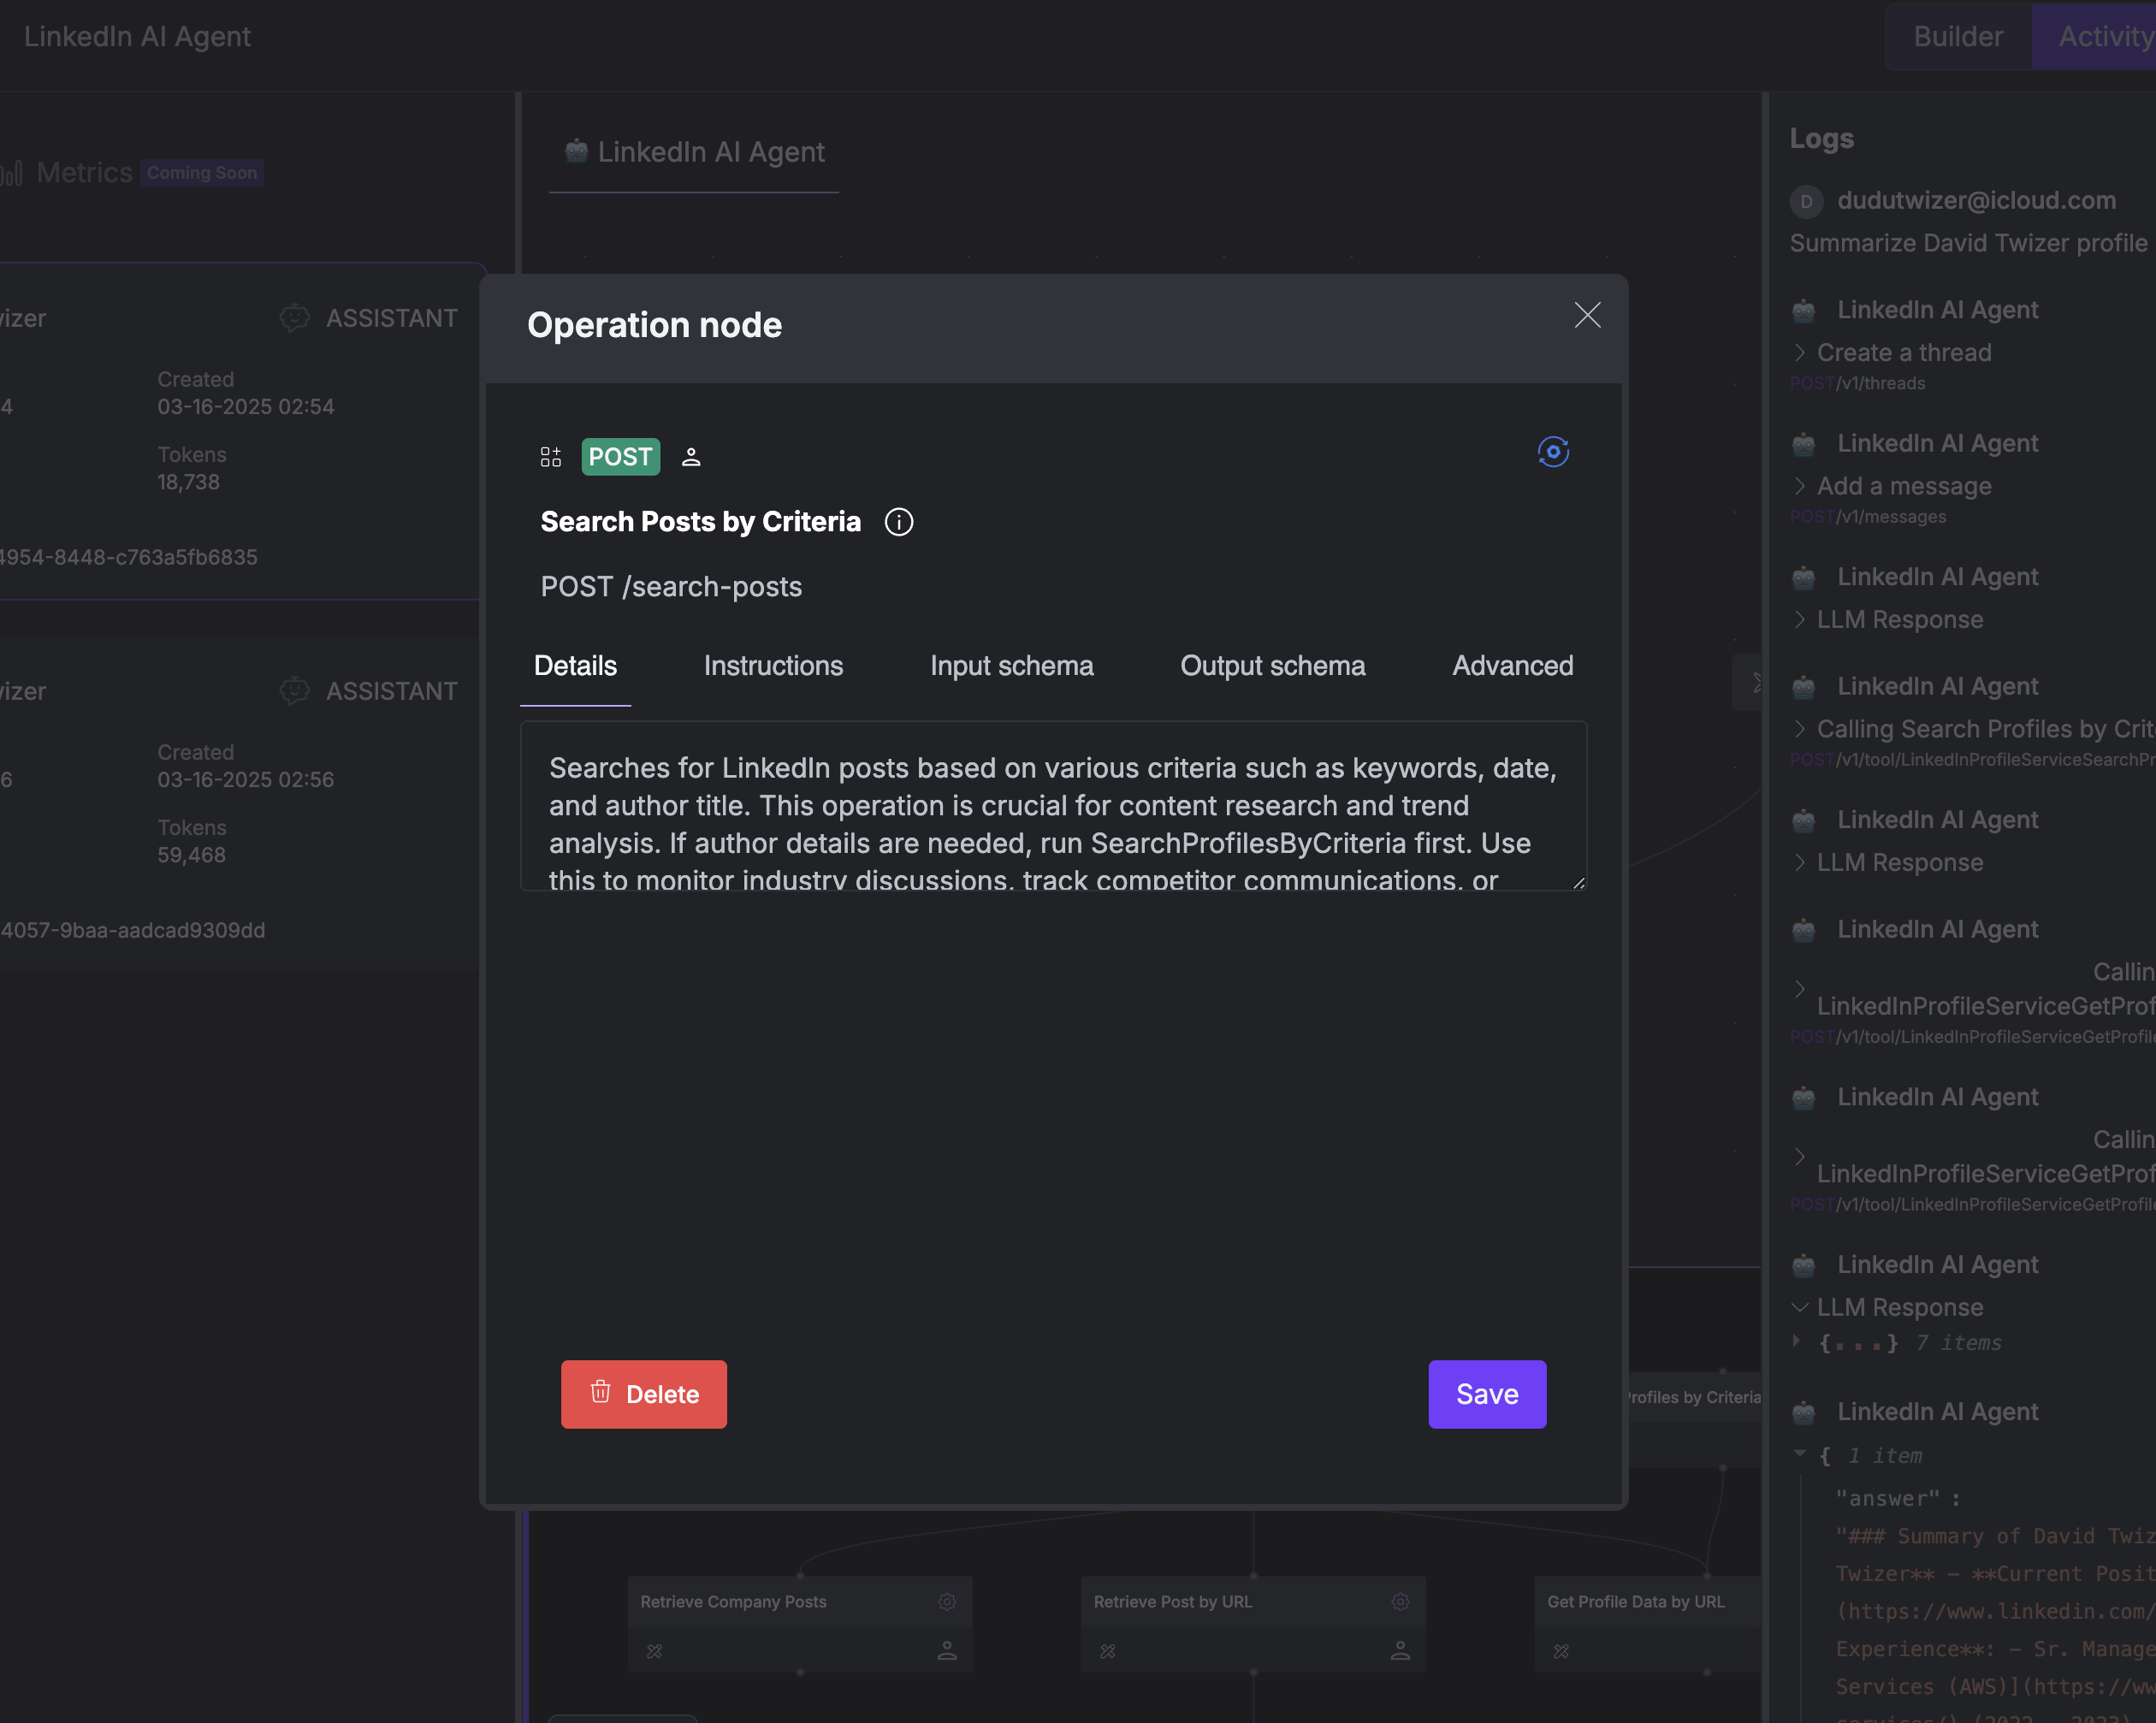 LinkedIn AI Agent
Builder
Activity
Metrics
Coming Soon
izer
ASSISTANT
4
Created
03-16-2025 02:54
Tokens
18,738
4954-8448-c763a5fb6835
izer
ASSISTANT
6
Created
03-16-2025 02:56
Tokens
59,468
4057-9baa-aadcad9309dd
LinkedIn AI Agent
Operation node
POST
Search Posts by Criteria
POST /search-posts
Details
Instructions
Input schema
Output schema
Advanced
Searches for LinkedIn posts based on various criteria such as keywords, date,
and author title. This operation is crucial for content research and trend
analysis. If author details are needed, run SearchProfilesByCriteria first. Use
this to monitor industry discussions, track competitor communications, or
Delete
Save
rofiles by Criteria
Retrieve Company Posts
Retrieve Post by URL
Get Profile Data by URL
Logs
D
dudutwizer@icloud.com
Summarize David Twizer profile
LinkedIn AI Agent
Create a thread
POST/v1/threads
LinkedIn AI Agent
Add a message
POST/v1/messages
LinkedIn AI Agent
LLM Response
LinkedIn AI Agent
Calling Search Profiles by Crit
POST/v1/tool/LinkedInProfileServiceSearchPr
LinkedIn AI Agent
LLM Response
LinkedIn AI Agent
Callin
LinkedInProfileServiceGetProf
POST/v1/tool/LinkedInProfileServiceGetProfile
LinkedIn AI Agent
Callin
LinkedInProfileServiceGetProf
POST/v1/tool/LinkedInProfileServiceGetProfile
LinkedIn AI Agent
LLM Response
{...} 7 items
LinkedIn AI Agent
{ 1 item
"answer" :
"### Summary of David Twiz
Twizer** – **Current Posit
(https://www.linkedin.com/
Experience**: – Sr. Manage
Services (AWS)](https://ww
services/) (2022 – 2023)